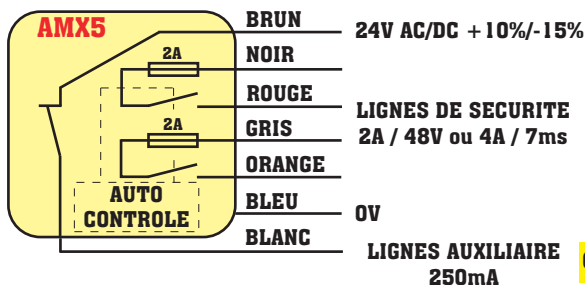 AMX5
BRUN
24V AC/DC +10%/-15%
2A
NOIR
ROUGE
LIGNES DE SECURITE
2A
GRIS
2A / 48V ou 4A / 7ms
ORANGE
AUTO
CONTROLE
BLEU
0V
BLANC
LIGNES AUXILIAIRE
250mA